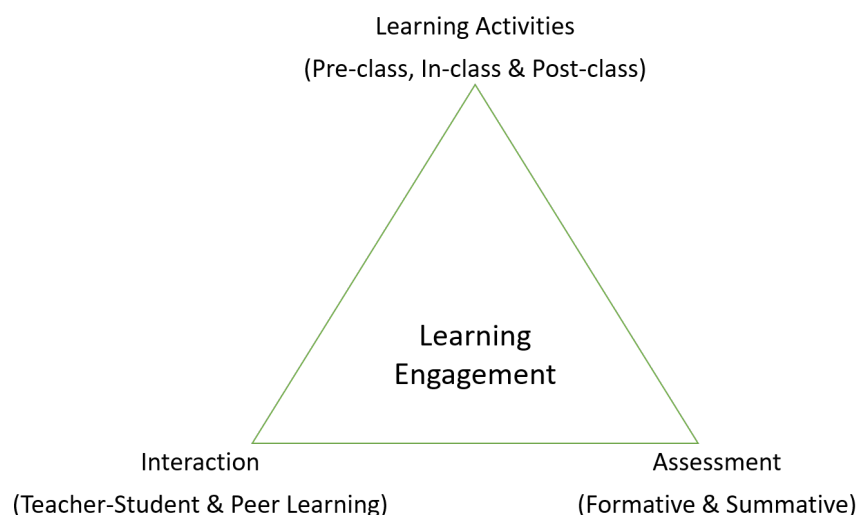 Learning Activities
(Pre-class, In-class & Post-class)
Learning
Engagement
Interaction
(Teacher-Student & Peer Learning)
Assessment
(Formative & Summative)